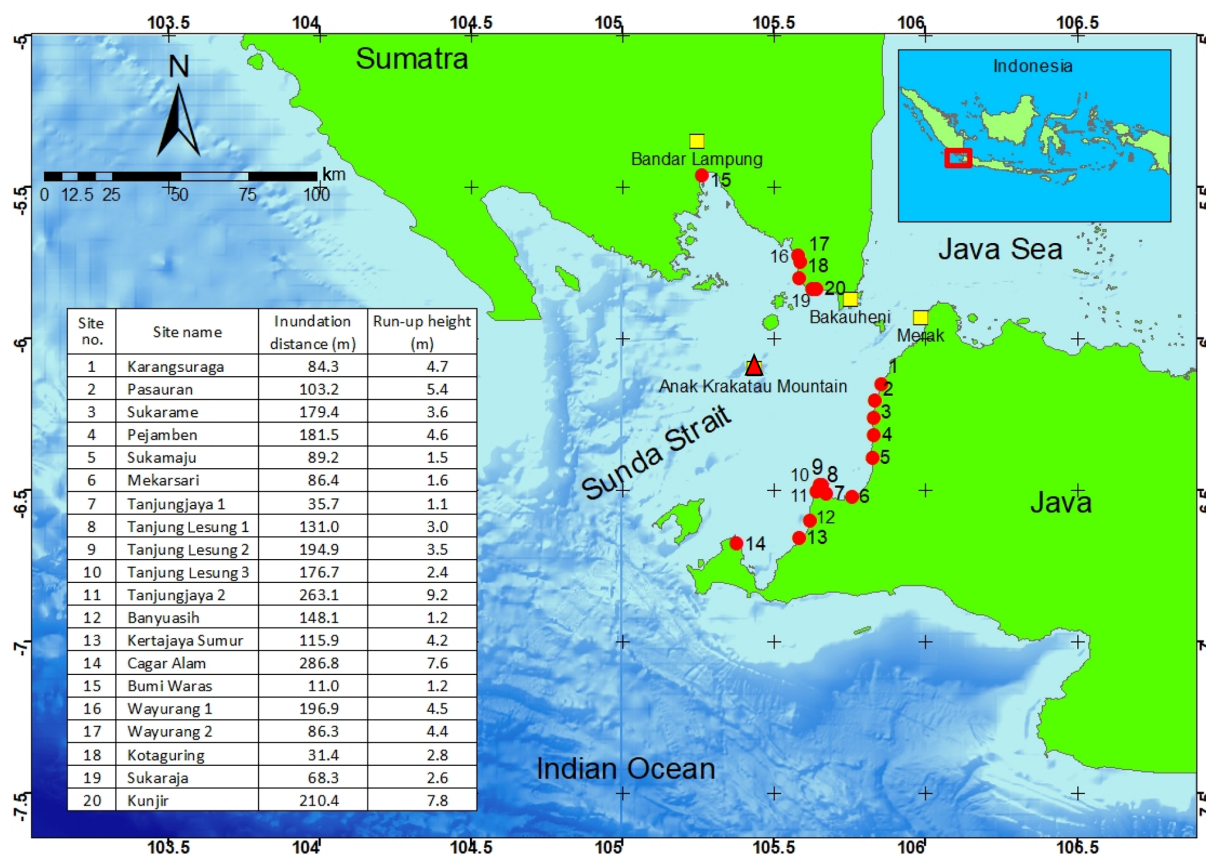 103.5 104 104.5 105 105.5 106 106.5
-5 -5
Sumatra
Indonesia
N
Bandar Lampung
km
0 12.5 25 50 75 100
15
-5.5 -5.5
Java Sea
17
16
18
19 20
Bakauheni
Merak
-6 -6
Anak Krakatau Mountain
1
2
3
4
5
Sunda Strait
9
10 8
11 7 6
-6.5 -6.5
Java
12
13
14
-7 -7
Indian Ocean
-7.5 -7.5
103.5 104 104.5 105 105.5 106 106.5
Site no. Site name Inundation distance (m) Run-up height (m)
1 Karangsuraga 84.3 4.7
2 Pasauran 103.2 5.4
3 Sukarame 179.4 3.6
4 Pejamben 181.5 4.6
5 Sukamaju 89.2 1.5
6 Mekarsari 86.4 1.6
7 Tanjungjaya 1 35.7 1.1
8 Tanjung Lesung 1 131.0 3.0
9 Tanjung Lesung 2 194.9 3.5
10 Tanjung Lesung 3 176.7 2.4
11 Tanjungjaya 2 263.1 9.2
12 Banyuasih 148.1 1.2
13 Kertajaya Sumur 115.9 4.2
14 Cagar Alam 286.8 7.6
15 Bumi Waras 11.0 1.2
16 Wayurang 1 196.9 4.5
17 Wayurang 2 86.3 4.4
18 Kotaguring 31.4 2.8
19 Sukaraja 68.3 2.6
20 Kunjir 210.4 7.8